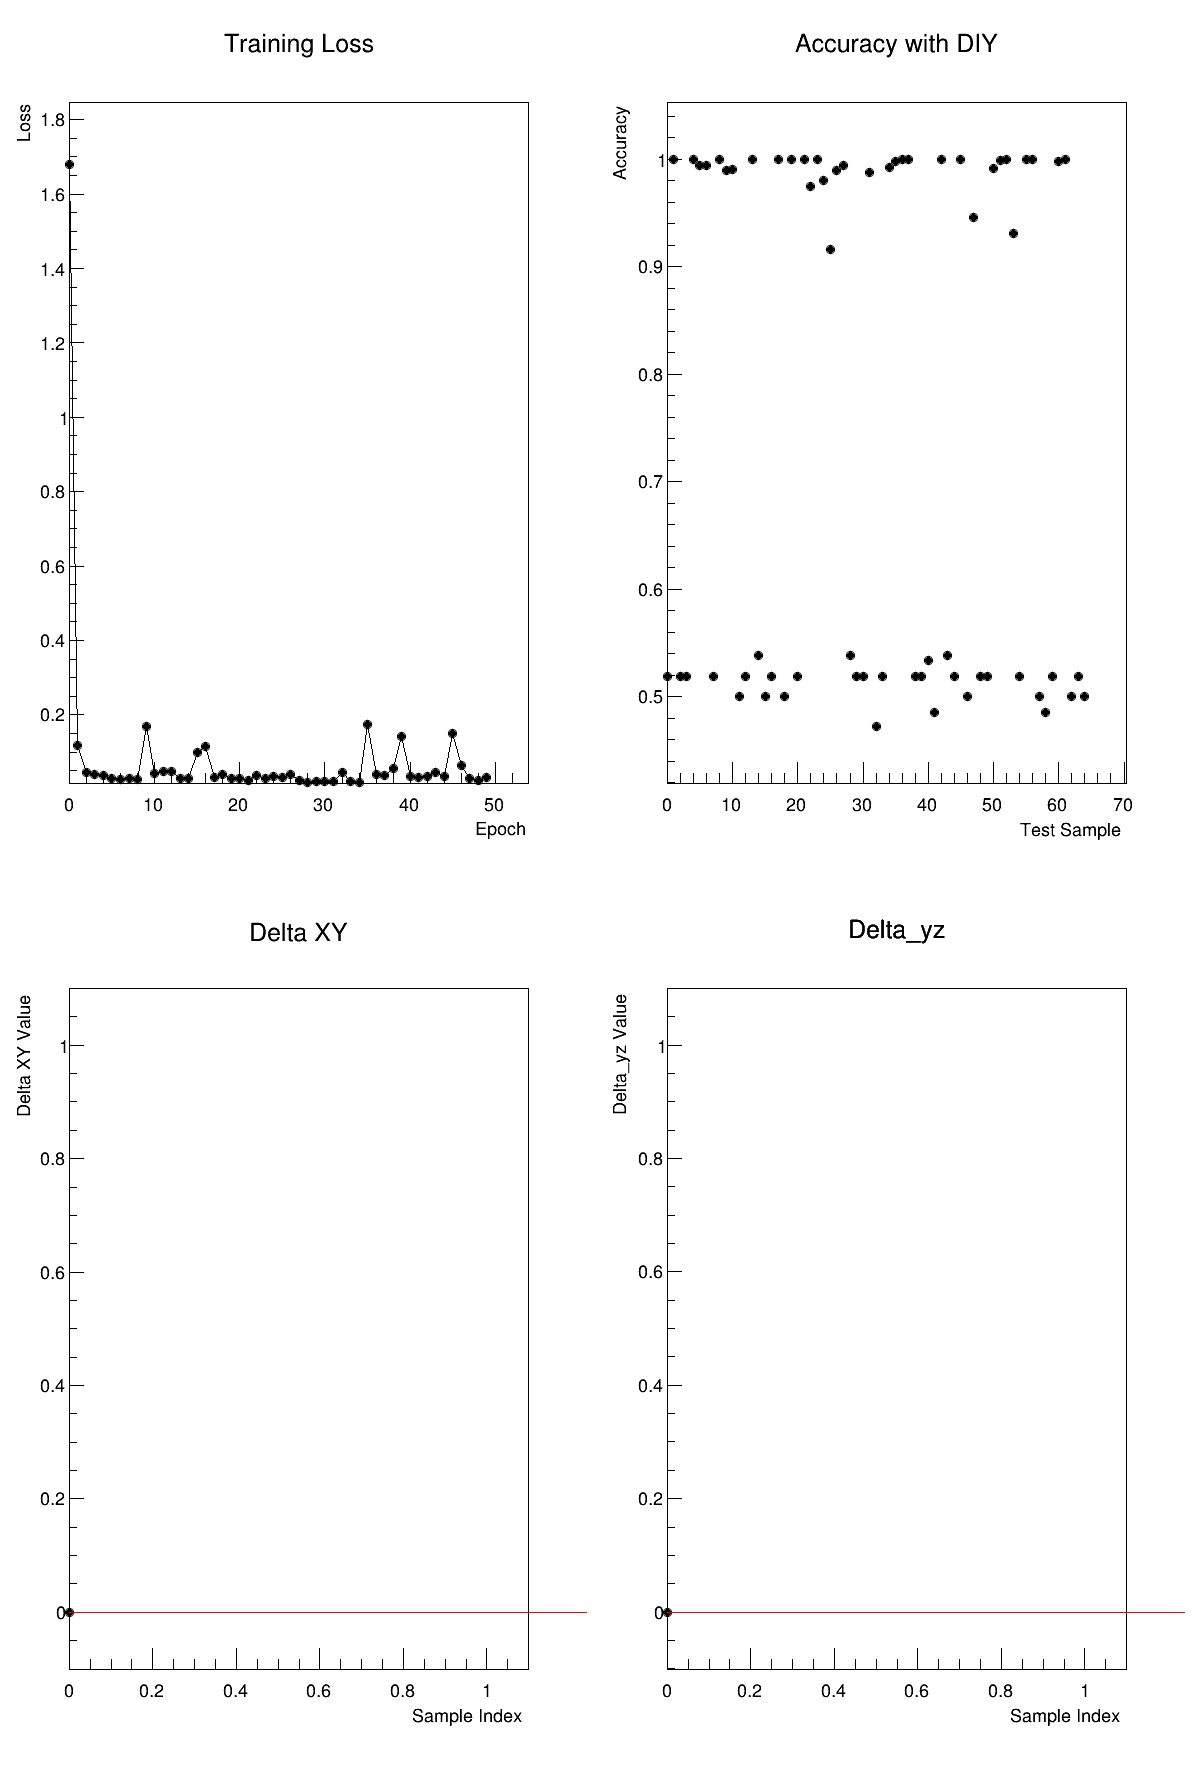 Training Loss
Loss
1.8
1.6
1.4
1.2
1
0.8
0.6
0.4
0.2
0 10 20 30 40 50
Epoch
Accuracy with DIY
Accuracy
1
0.9
0.8
0.7
0.6
0.5
0 10 20 30 40 50 60 70
Test Sample
Delta XY
Delta XY Value
1
0.8
0.6
0.4
0.2
0
0 0.2 0.4 0.6 0.8 1
Sample Index
Delta_yz
Delta_yz Value
1
0.8
0.6
0.4
0.2
0
0 0.2 0.4 0.6 0.8 1
Sample Index